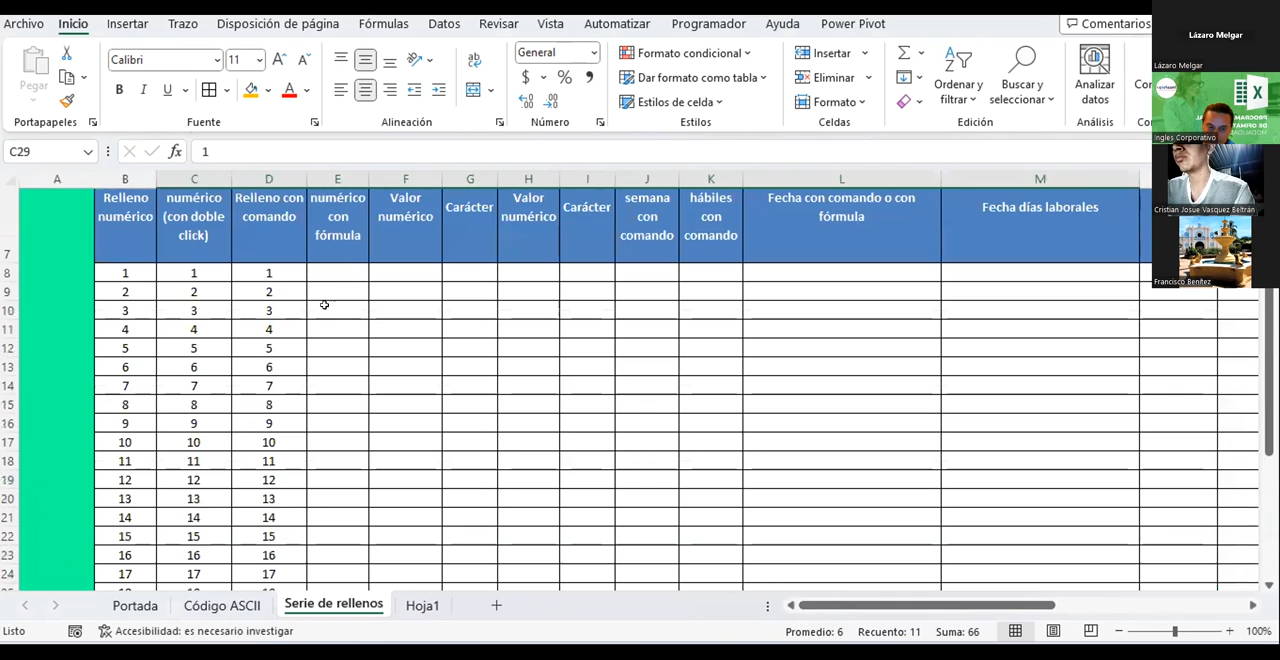 Archivo Inicio Insertar Trazo Disposición de página Fórmulas Datos Revisar Vista Automatizar Programador Ayuda Power Pivot Comentarios
Lázaro Melgar
Lázaro Melgar
Pegar
Portapapeles
Calibri 11
N K S A
Fuente
ab
Alineación
General
$ % ,
Número
Formato condicional
Dar formato como tabla
Estilos de celda
Estilos
Insertar
Eliminar
Formato
Celdas
Ordenar y
filtrar
Buscar y
seleccionar
Edición
Analizar
datos
Análisis
Ingles Corporativo
Cristian Josue Vasquez Beltrán
Francisco Benítez
C29 fx 1
A B C D E F G H I J K L M
7
Relleno
numérico
numérico
(con doble
click)
Relleno con
comando
numérico
con
fórmula
Valor
numérico
Carácter
Valor
numérico
Carácter
semana
con
comando
hábiles
con
comando
Fecha con comando o con
fórmula
Fecha días laborales
8 1 1 1
9 2 2 2
10 3 3 3
11 4 4 4
12 5 5 5
13 6 6 6
14 7 7 7
15 8 8 8
16 9 9 9
17 10 10 10
18 11 11 11
19 12 12 12
20 13 13 13
21 14 14 14
22 15 15 15
23 16 16 16
24 17 17 17
Portada Código ASCII Serie de rellenos Hoja1
Listo Accesibilidad: es necesario investigar Promedio: 6 Recuento: 11 Suma: 66 100%